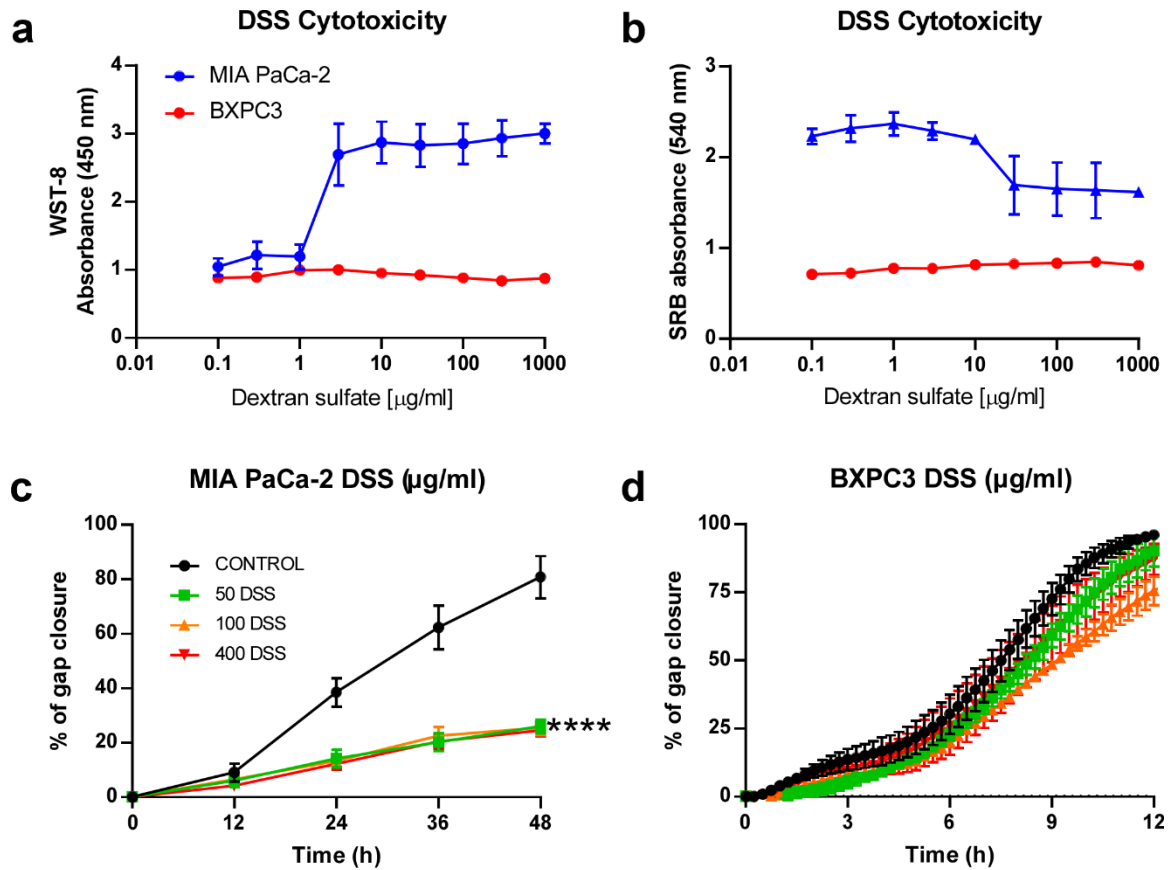 a
DSS Cytotoxicity
WST-8
Absorbance (450 nm)
4
3
2
1
0
0.01
0.1
1
10
100
1000
Dextran sulfate [μg/ml]
MIA PaCa-2
BXPC3
b
DSS Cytotoxicity
SRB absorbance (540 nm)
3
2
1
0
0.01
0.1
1
10
100
1000
Dextran sulfate [μg/ml]
c
MIA PaCa-2 DSS (μg/ml)
% of gap closure
100
80
60
40
20
0
0
12
24
36
48
Time (h)
CONTROL
50 DSS
100 DSS
400 DSS
****
d
BXPC3 DSS (μg/ml)
% of gap closure
100
75
50
25
0
0
3
6
9
12
Time (h)